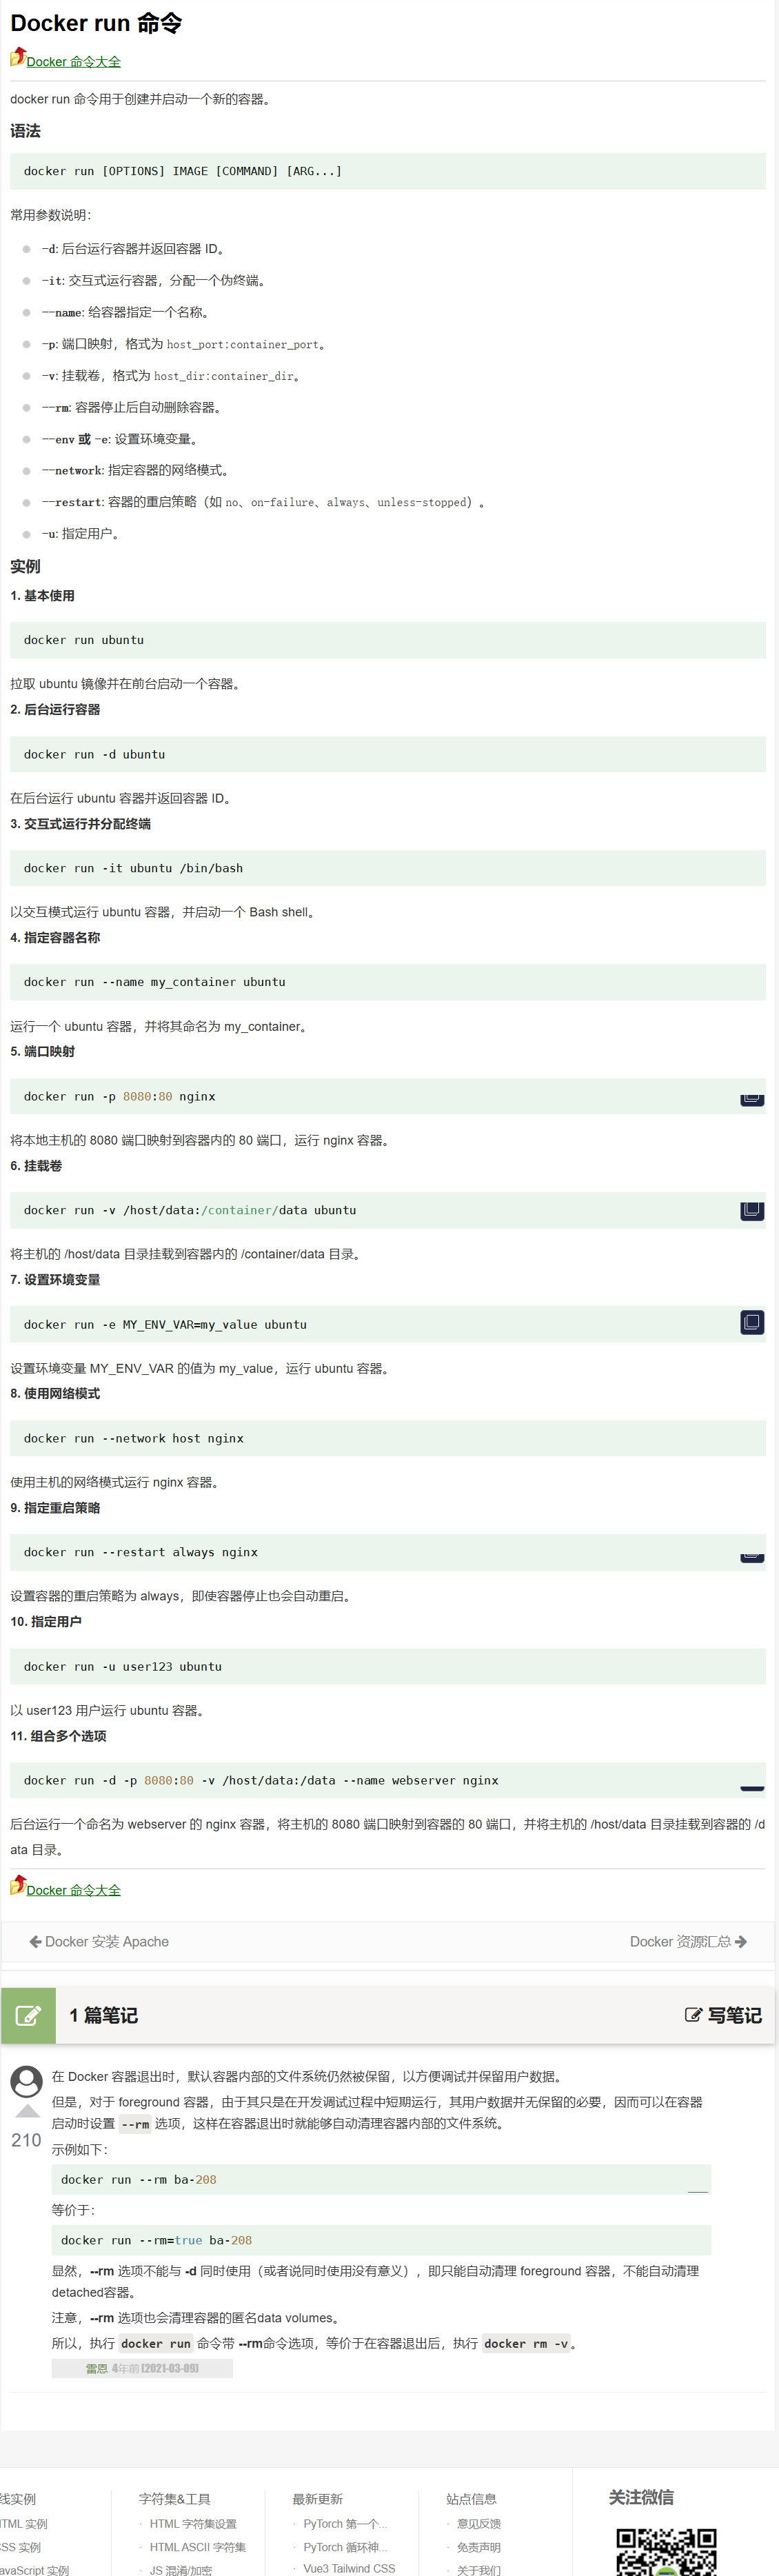 Docker run 命令
Docker 命令大全
docker run 命令用于创建并启动一个新的容器。
语法
docker run [OPTIONS] IMAGE [COMMAND] [ARG...]
常用参数说明：
-d: 后台运行容器并返回容器 ID。
-it: 交互式运行容器，分配一个伪终端。
--name: 给容器指定一个名称。
-p: 端口映射，格式为 host_port:container_port。
-v: 挂载卷，格式为 host_dir:container_dir。
--rm: 容器停止后自动删除容器。
--env 或 -e: 设置环境变量。
--network: 指定容器的网络模式。
--restart: 容器的重启策略（如 no、on-failure、always、unless-stopped）。
-u: 指定用户。
实例
1. 基本使用
docker run ubuntu
拉取 ubuntu 镜像并在前台启动一个容器。
2. 后台运行容器
docker run -d ubuntu
在后台运行 ubuntu 容器并返回容器 ID。
3. 交互式运行并分配终端
docker run -it ubuntu /bin/bash
以交互模式运行 ubuntu 容器，并启动一个 Bash shell。
4. 指定容器名称
docker run --name my_container ubuntu
运行一个 ubuntu 容器，并将其命名为 my_container。
5. 端口映射
docker run -p 8080:80 nginx
将本地主机的 8080 端口映射到容器内的 80 端口，运行 nginx 容器。
6. 挂载卷
docker run -v /host/data:/container/data ubuntu
将主机的 /host/data 目录挂载到容器内的 /container/data 目录。
7. 设置环境变量
docker run -e MY_ENV_VAR=my_value ubuntu
设置环境变量 MY_ENV_VAR 的值为 my_value，运行 ubuntu 容器。
8. 使用网络模式
docker run --network host nginx
使用主机的网络模式运行 nginx 容器。
9. 指定重启策略
docker run --restart always nginx
设置容器的重启策略为 always，即使容器停止也会自动重启。
10. 指定用户
docker run -u user123 ubuntu
以 user123 用户运行 ubuntu 容器。
11. 组合多个选项
docker run -d -p 8080:80 -v /host/data:/data --name webserver nginx
后台运行一个命名为 webserver 的 nginx 容器，将主机的 8080 端口映射到容器的 80 端口，并将主机的 /host/data 目录挂载到容器的 /d
ata 目录。
Docker 命令大全
Docker 安装 Apache
Docker 资源汇总
1 篇笔记
写笔记
210
在 Docker 容器退出时，默认容器内部的文件系统仍然被保留，以方便调试并保留用户数据。
但是，对于 foreground 容器，由于其只是在开发调试过程中短期运行，其用户数据并无保留的必要，因而可以在容器
启动时设置 --rm 选项，这样在容器退出时就能够自动清理容器内部的文件系统。
示例如下：
docker run --rm ba-208
等价于：
docker run --rm=true ba-208
显然，--rm 选项不能与 -d 同时使用（或者说同时使用没有意义），即只能自动清理 foreground 容器，不能自动清理
detached容器。
注意，--rm 选项也会清理容器的匿名data volumes。
所以，执行 docker run 命令带 --rm命令选项，等价于在容器退出后，执行 docker rm -v。
雷恩 4年前 (2021-03-09)
线实例
TML 实例
SS 实例
avaScript 实例
字符集&工具
· HTML 字符集设置
· HTML ASCII 字符集
· JS 混淆/加密
最新更新
· PyTorch 第一个...
· PyTorch 循环神...
· Vue3 Tailwind CSS
站点信息
· 意见反馈
· 免责声明
· 关于我们
关注微信